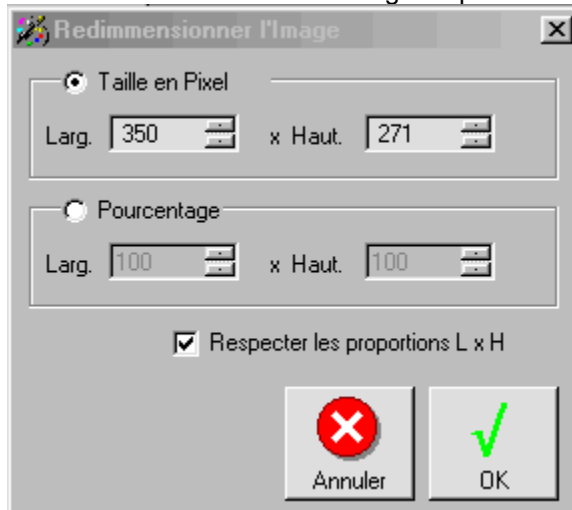 Redimmensionner l'Image
Taille en Pixel
Larg. 350 x Haut. 271
Pourcentage
Larg. 100 x Haut. 100
Respecter les proportions L x H
Annuler OK